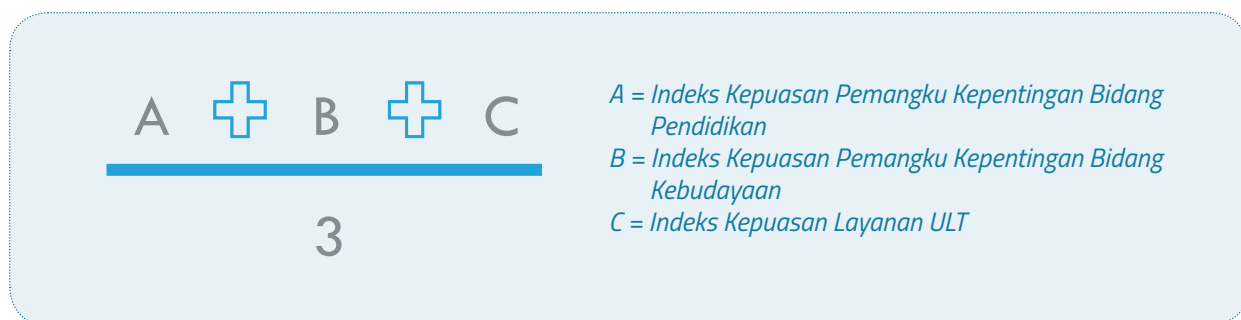 A + B + C
3
A = Indeks Kepuasan Pemangku Kepentingan Bidang
Pendidikan
B = Indeks Kepuasan Pemangku Kepentingan Bidang
Kebudayaan
C = Indeks Kepuasan Layanan ULT